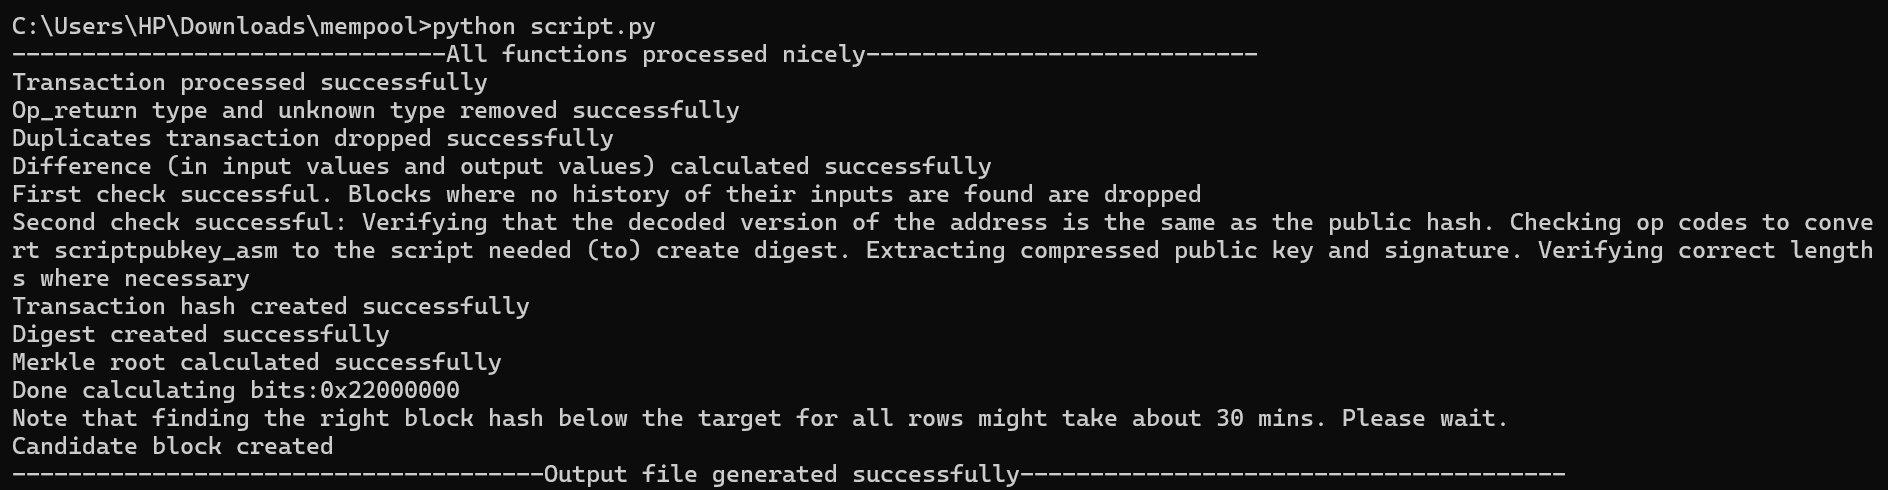 C:\Users\HP\Downloads\mempool>python script.py
-------------------------------All functions processed nicely----------------------------
Transaction processed successfully
Op_return type and unknown type removed successfully
Duplicates transaction dropped successfully
Difference (in input values and output values) calculated successfully
First check successful. Blocks where no history of their inputs are found are dropped
Second check successful: Verifying that the decoded version of the address is the same as the public hash. Checking op codes to conve
rt scriptpubkey_asm to the script needed (to) create digest. Extracting compressed public key and signature. Verifying correct length
s where necessary
Transaction hash created successfully
Digest created successfully
Merkle root calculated successfully
Done calculating bits:0x22000000
Note that finding the right block hash below the target for all rows might take about 30 mins. Please wait.
Candidate block created
--------------------------------------Output file generated successfully---------------------------------------